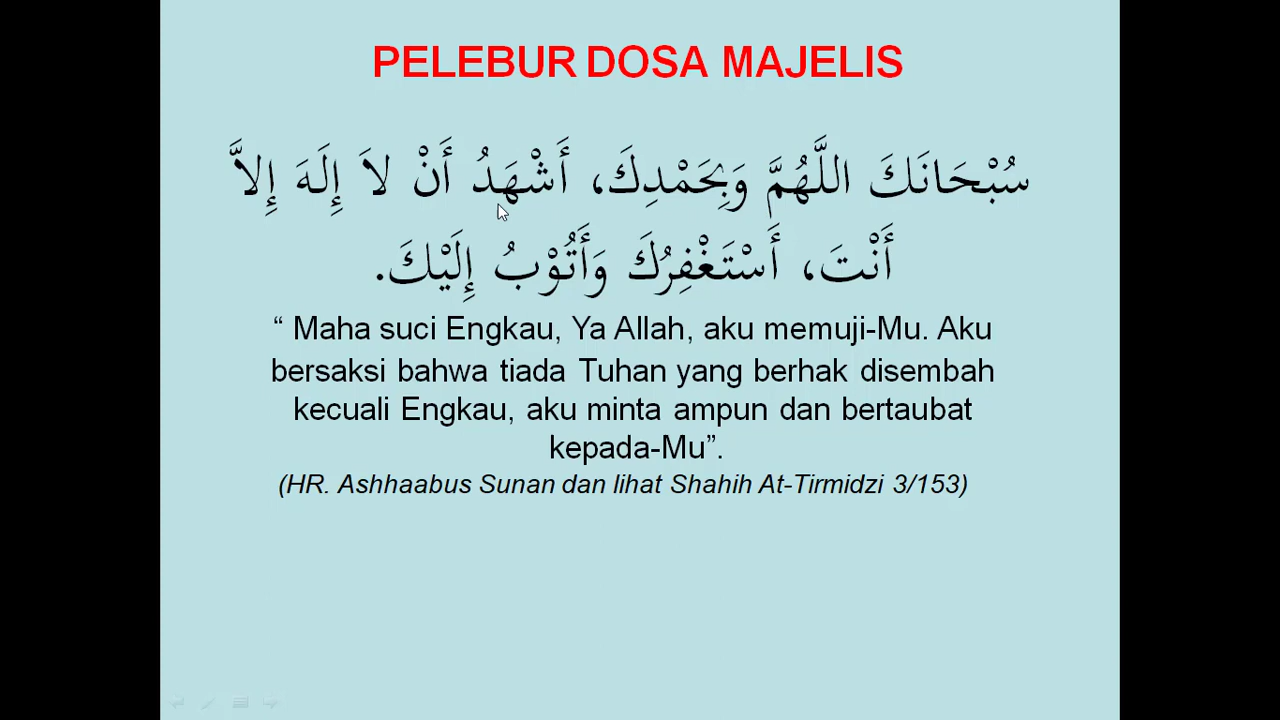 PELEBUR DOSA MAJELIS
سُبْحَانَكَ اللَّهُمَّ وَبِحَمْدِكَ، أَشْهَدُ أَنْ لاَ إِلَهَ إِلاَّ
أَنْتَ، أَسْتَغْفِرُكَ وَأَتُوْبُ إِلَيْكَ.
“ Maha suci Engkau, Ya Allah, aku memuji-Mu. Aku
bersaksi bahwa tiada Tuhan yang berhak disembah
kecuali Engkau, aku minta ampun dan bertaubat
kepada-Mu”.
(HR. Ashhaabus Sunan dan lihat Shahih At-Tirmidzi 3/153)